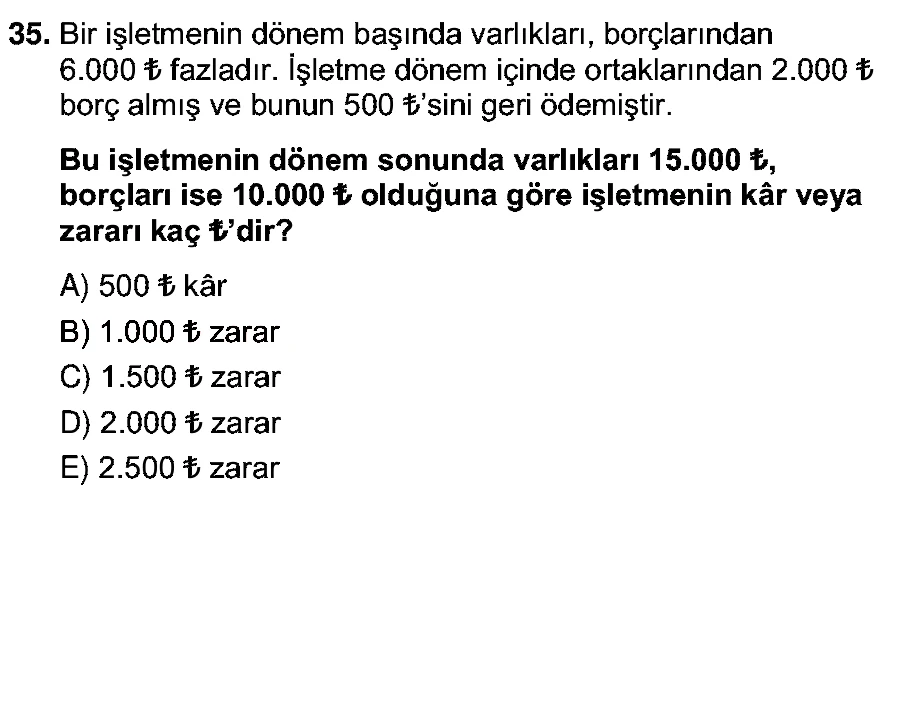 35. Bir işletmenin dönem başında varlıkları, borçlarından
6.000 ₺ fazladır. İşletme dönem içinde ortaklarından 2.000 ₺
borç almış ve bunun 500 ₺’sini geri ödemiştir.
Bu işletmenin dönem sonunda varlıkları 15.000 ₺,
borçları ise 10.000 ₺ olduğuna göre işletmenin kâr veya
zararı kaç ₺’dir?
A) 500 ₺ kâr
B) 1.000 ₺ zarar
C) 1.500 ₺ zarar
D) 2.000 ₺ zarar
E) 2.500 ₺ zarar